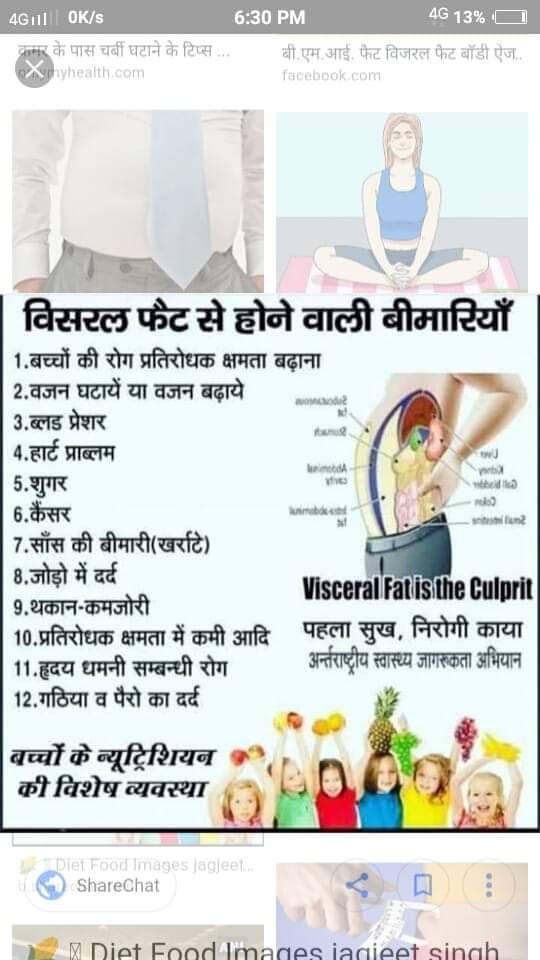 4G 0K/s 6:30 PM 4G 13%
कमर के पास चर्बी घटाने के टिप्स ...
myhealth.com
बी.एम.आई. फैट विजरल फैट बॉडी ऐज..
facebook.com
विसरल फैट से होने वाली बीमारियाँ
1.बच्चों की रोग प्रतिरोधक क्षमता बढ़ाना
2.वजन घटायें या वजन बढ़ाये
3.ब्लड प्रेशर
4.हार्ट प्राब्लम
5.शुगर
6.कैंसर
7.साँस की बीमारी(खर्राटे)
8.जोड़ो में दर्द
9.थकान-कमजोरी
10.प्रतिरोधक क्षमता में कमी आदि
11.हृदय धमनी सम्बन्धी रोग
12.गठिया व पैरो का दर्द
Subcutaneous
fat
Stomach
Abdominal
cavity
Intra-abdominal
fat
Liver
Kidney
Gall bladder
Colon
Small intestine
Visceral Fat is the Culprit
पहला सुख, निरोगी काया
अर्न्तराष्ट्रीय स्वास्थ्य जागरूकता अभियान
बच्चों के न्यूट्रिशियन
की विशेष व्यवस्था
Diet Food Images jagjeet...
ShareChat
Diet Food Images jagjeet singh